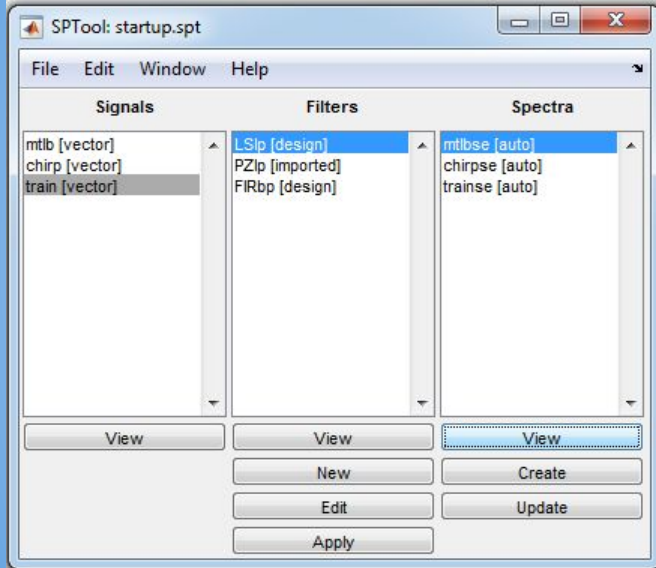 SPTool: startup.spt
File Edit Window Help
Signals
mtlb [vector]
chirp [vector]
train [vector]
View
Filters
LSlp [design]
PZlp [imported]
FIRbp [design]
View
New
Edit
Apply
Spectra
mtlbse [auto]
chirpse [auto]
trainse [auto]
View
Create
Update